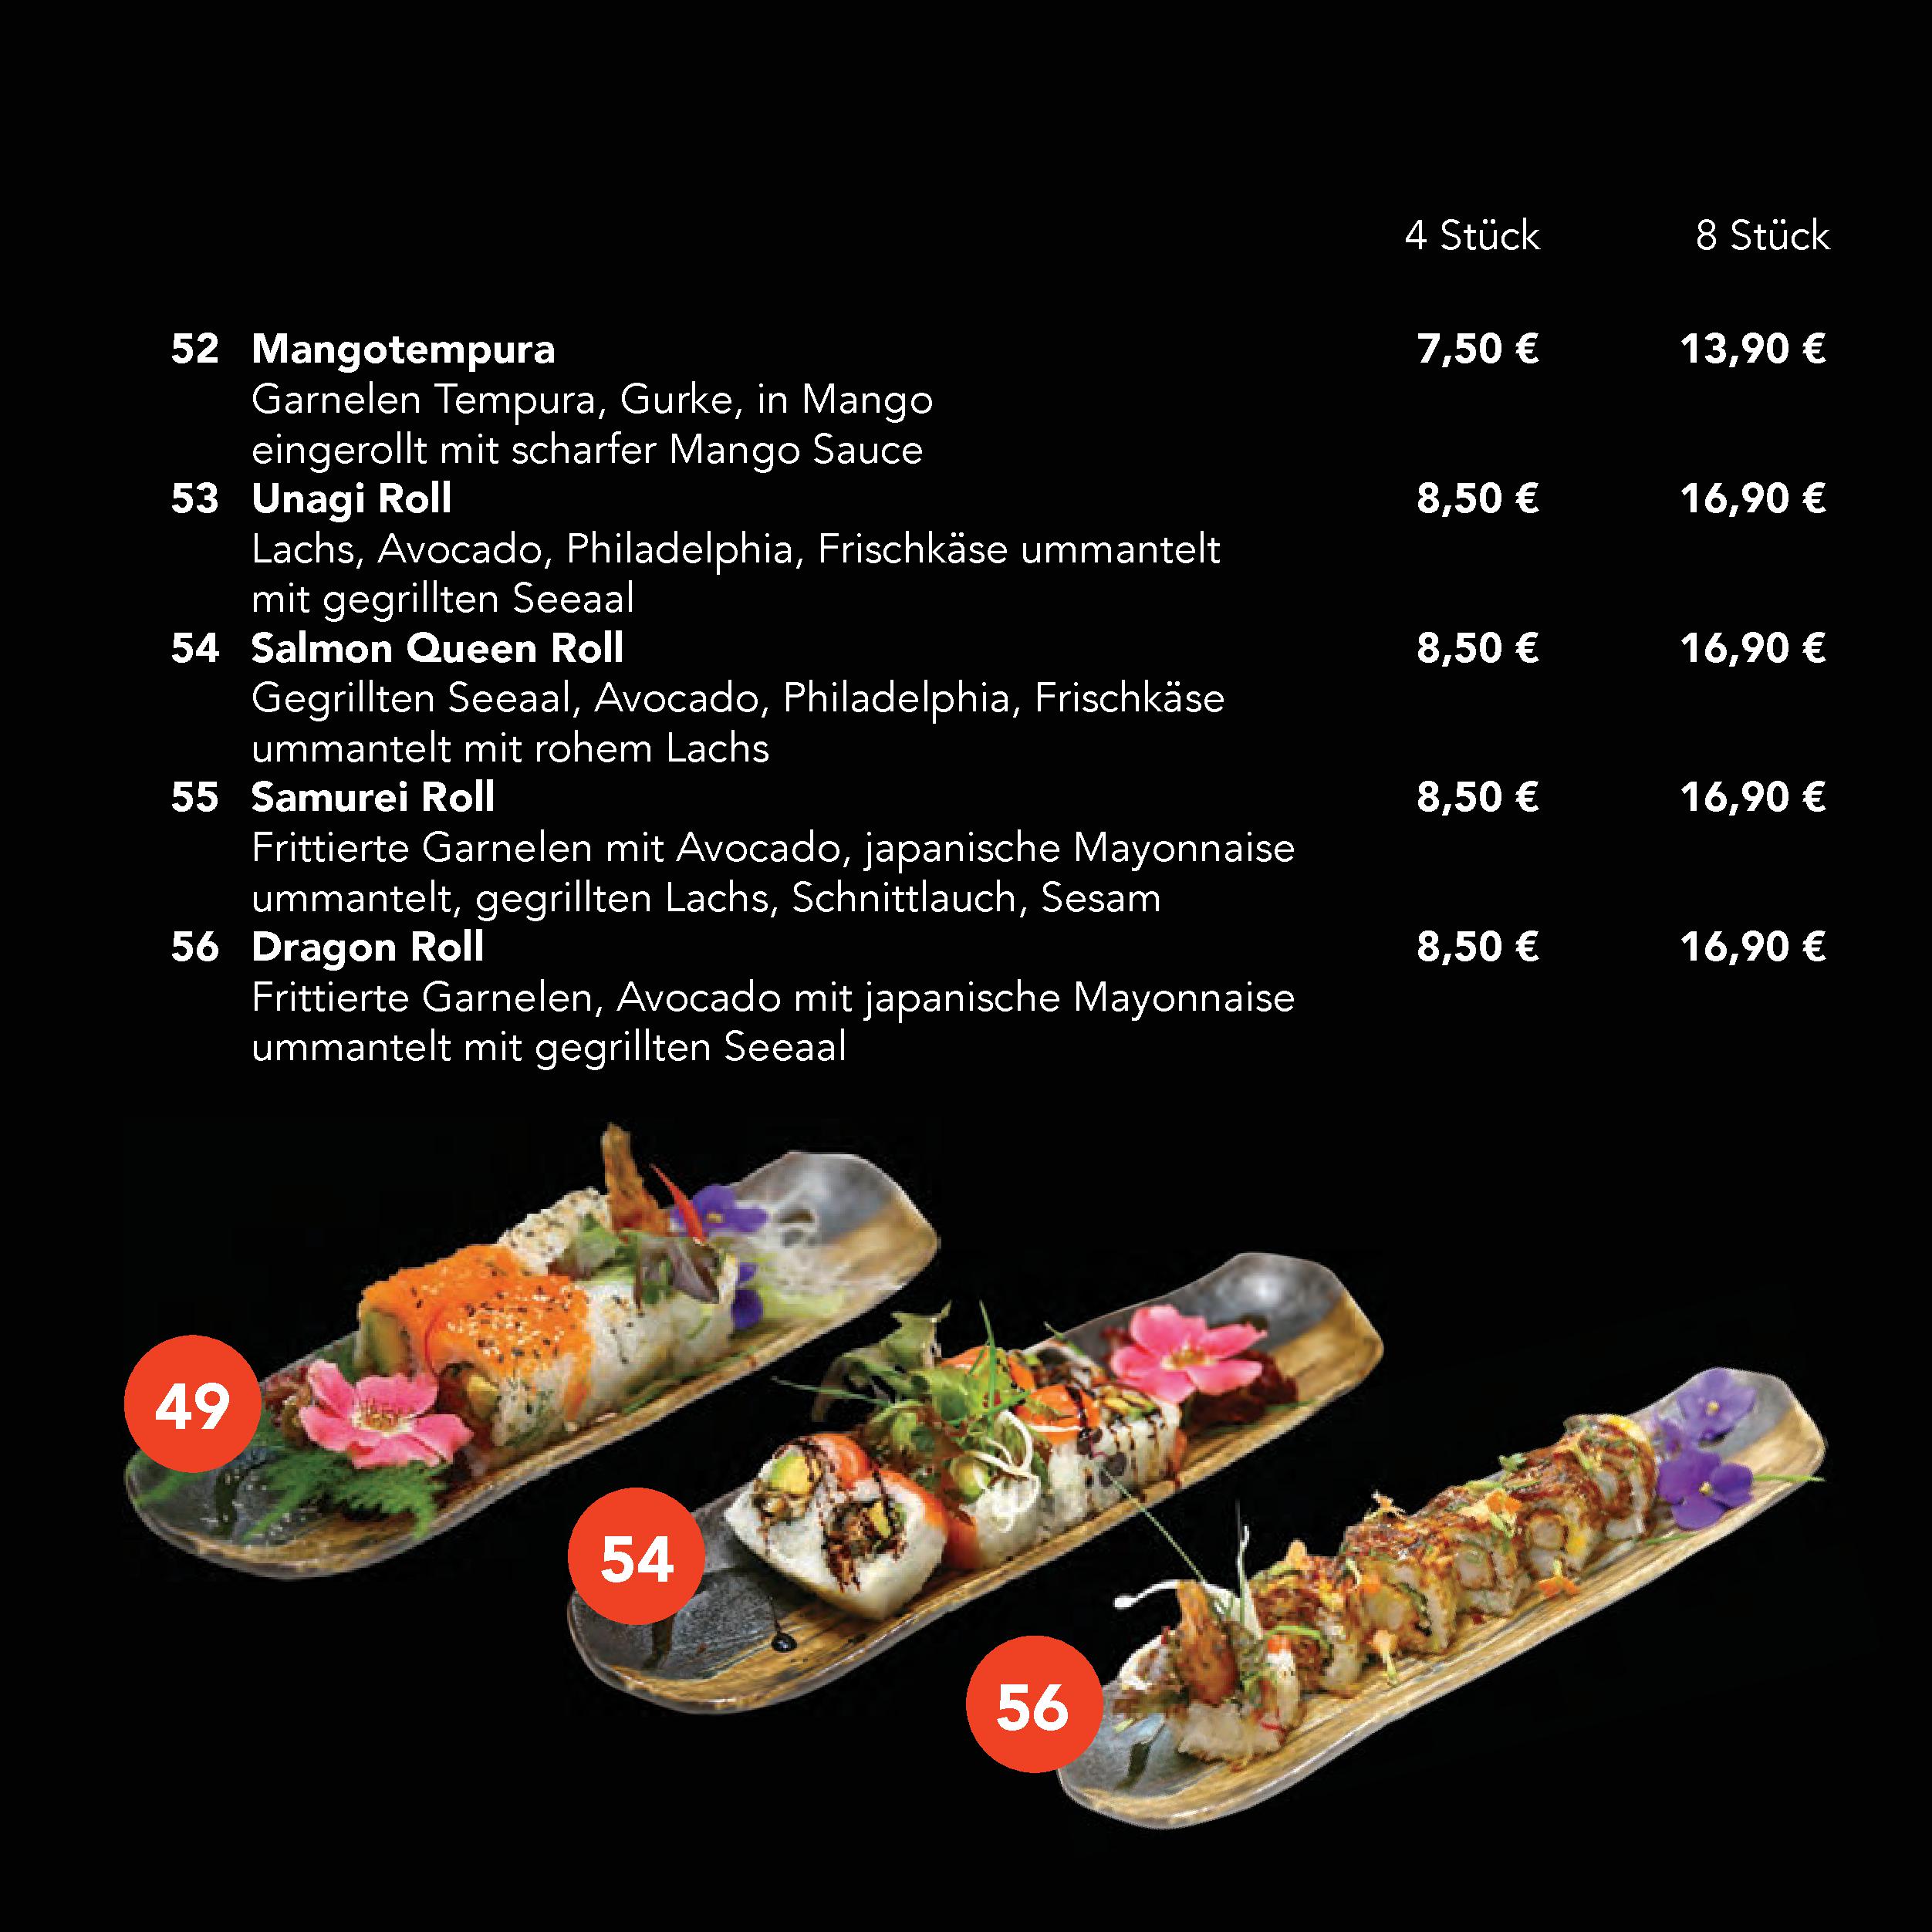 4 Stück 8 Stück
52 Mangotempura 7,50 € 13,90 €
Garnelen Tempura, Gurke, in Mango
eingerollt mit scharfer Mango Sauce
53 Unagi Roll 8,50 € 16,90 €
Lachs, Avocado, Philadelphia, Frischkäse ummantelt
mit gegrillten Seeaal
54 Salmon Queen Roll 8,50 € 16,90 €
Gegrillten Seeaal, Avocado, Philadelphia, Frischkäse
ummantelt mit rohem Lachs
55 Samurei Roll 8,50 € 16,90 €
Frittierte Garnelen mit Avocado, japanische Mayonnaise
ummantelt, gegrillten Lachs, Schnittlauch, Sesam
56 Dragon Roll 8,50 € 16,90 €
Frittierte Garnelen, Avocado mit japanische Mayonnaise
ummantelt mit gegrillten Seeaal
49
54
56